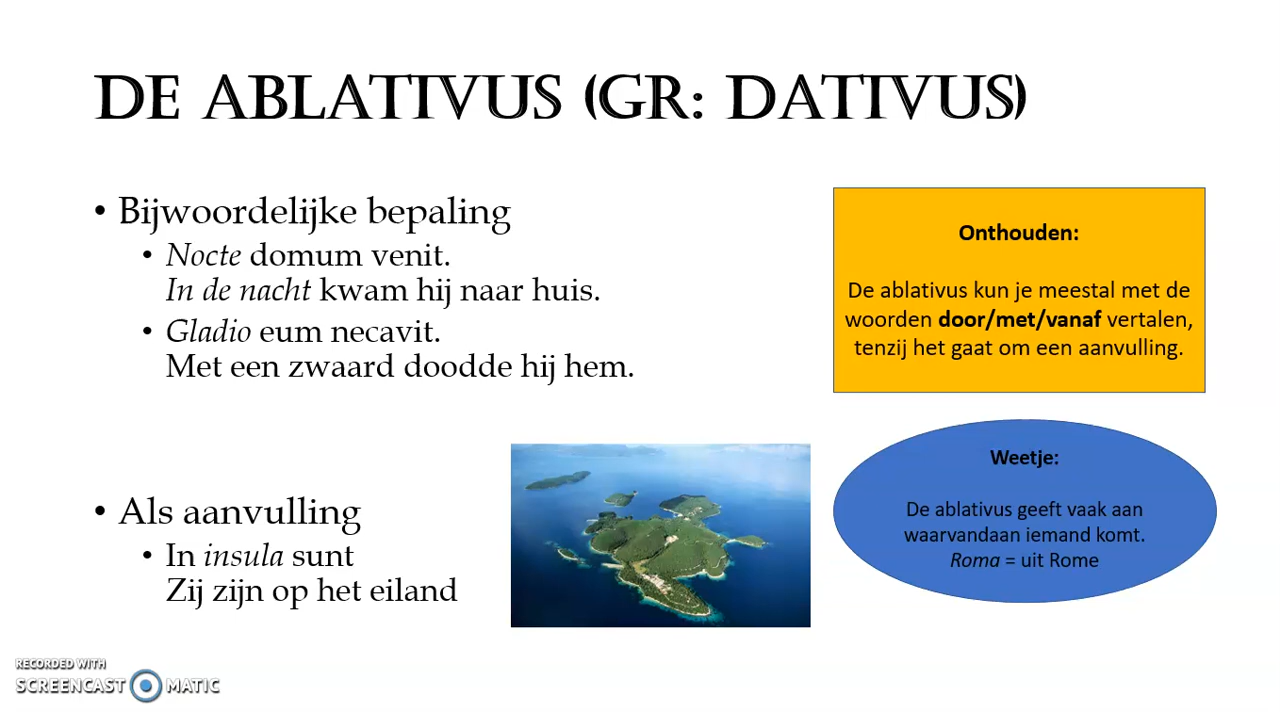 DE ABLATIVUS (GR: DATIVUS)
• Bijwoordelijke bepaling
• Nocte domum venit.
In de nacht kwam hij naar huis.
• Gladio eum necavit.
Met een zwaard doodde hij hem.
• Als aanvulling
• In insula sunt
Zij zijn op het eiland
Onthouden:
De ablativus kun je meestal met de
woorden door/met/vanaf vertalen,
tenzij het gaat om een aanvulling.
Weetje:
De ablativus geeft vaak aan
waarvandaan iemand komt.
Roma = uit Rome
RECORDED WITH
SCREENCAST MATIC